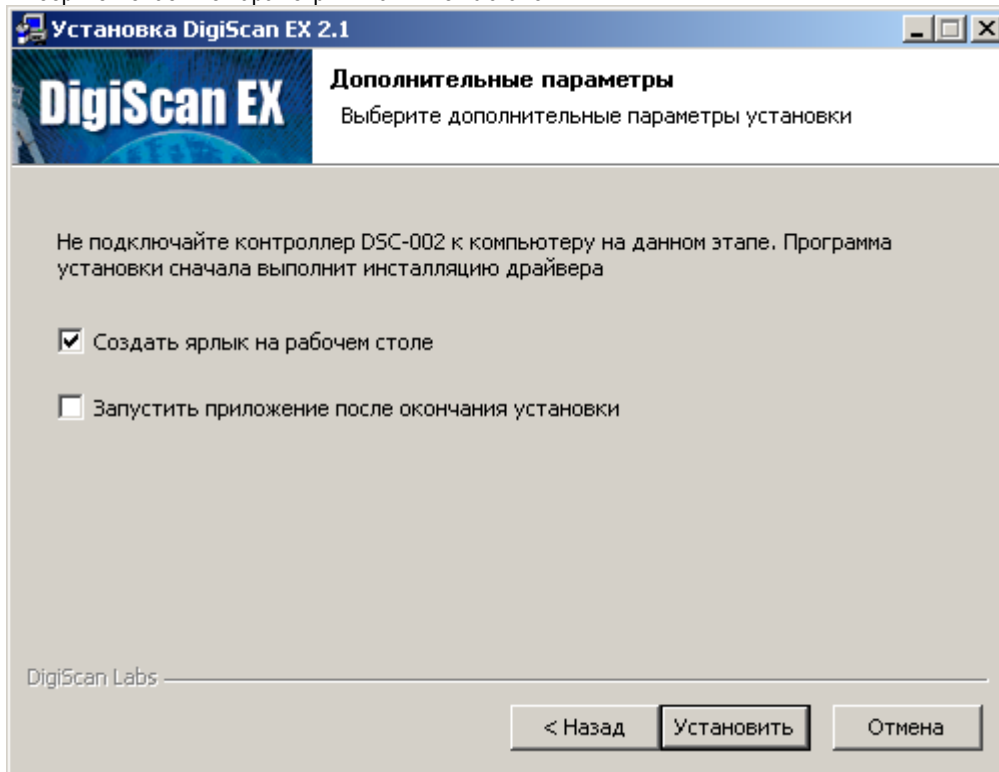 Установка DigiScan EX 2.1
DigiScan EX
Дополнительные параметры
Выберите дополнительные параметры установки
Не подключайте контроллер DSC-002 к компьютеру на данном этапе. Программа
установки сначала выполнит инсталляцию драйвера
Создать ярлык на рабочем столе
Запустить приложение после окончания установки
DigiScan Labs
< Назад
Установить
Отмена